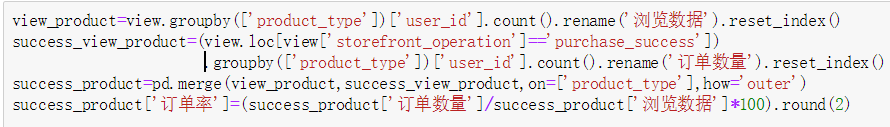 view_product=view.groupby(['product_type'])['user_id'].count().rename('浏览数据').reset_index()
success_view_product=(view.loc[view['storefront_operation']=='purchase_success'])
.groupby(['product_type'])['user_id'].count().rename('订单数量').reset_index()
success_product=pd.merge(view_product,success_view_product,on=['product_type'],how='outer')
success_product['订单率']=(success_product['订单数量']/success_product['浏览数据']*100).round(2)